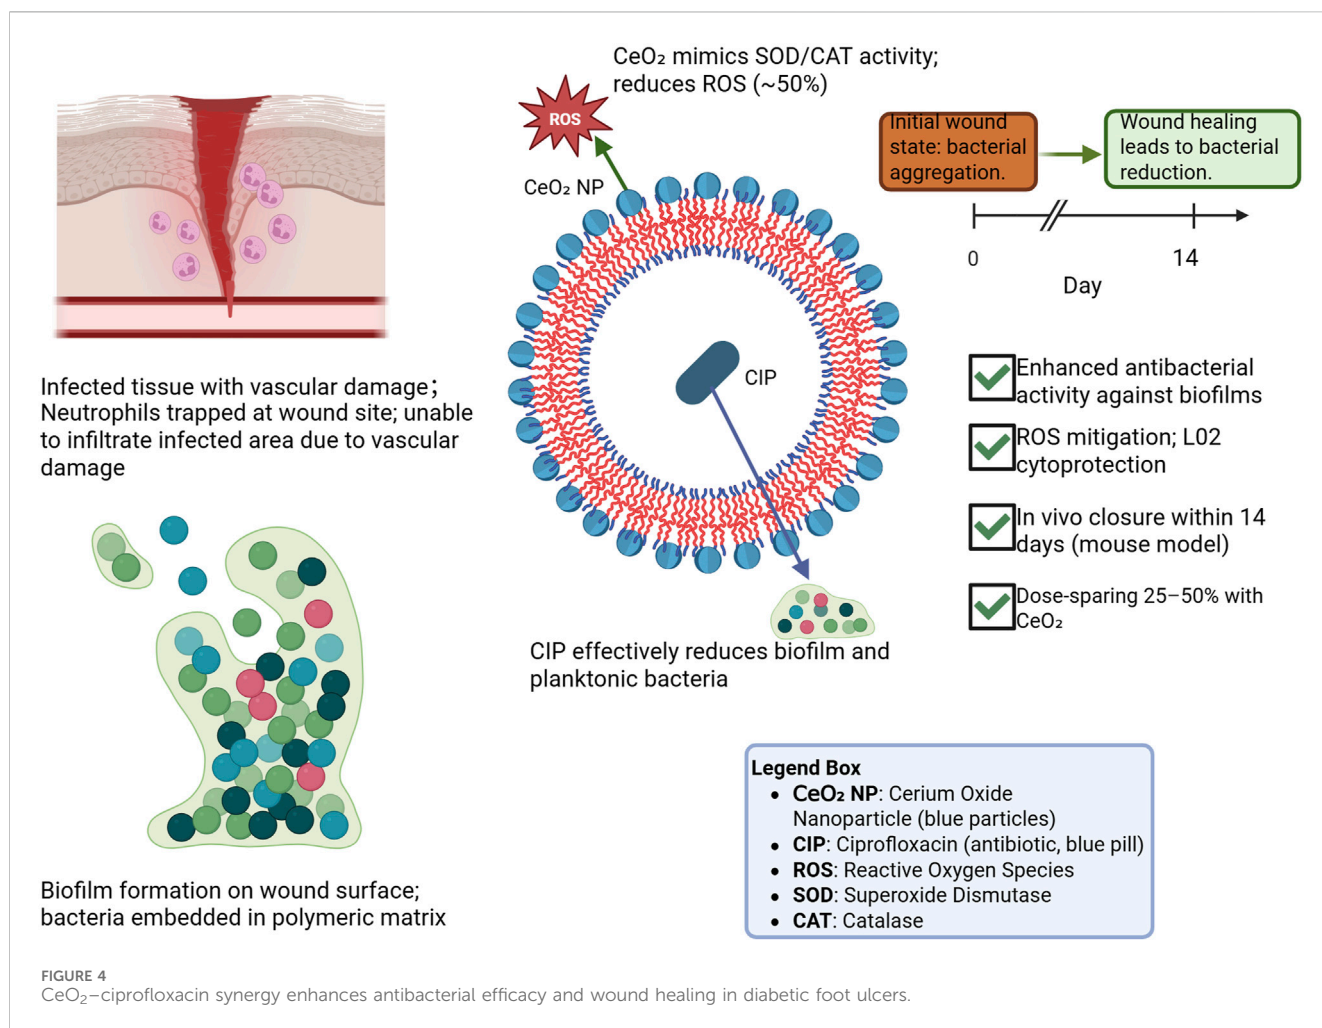 CeO₂ mimics SOD/CAT activity;
reduces ROS (~50%)
ROS
CeO₂ NP
CIP
CIP effectively reduces biofilm and
planktonic bacteria
Infected tissue with vascular damage;
Neutrophils trapped at wound site; unable
to infiltrate infected area due to vascular
damage
Biofilm formation on wound surface;
bacteria embedded in polymeric matrix
Initial wound
state: bacterial
aggregation.
Wound healing
leads to bacterial
reduction.
0
14
Day
Enhanced antibacterial
activity against biofilms
ROS mitigation; L02
cytoprotection
In vivo closure within 14
days (mouse model)
Dose-sparing 25–50% with
CeO₂
Legend Box
• CeO₂ NP: Cerium Oxide
Nanoparticle (blue particles)
• CIP: Ciprofloxacin (antibiotic, blue pill)
• ROS: Reactive Oxygen Species
• SOD: Superoxide Dismutase
• CAT: Catalase
FIGURE 4
CeO₂–ciprofloxacin synergy enhances antibacterial efficacy and wound healing in diabetic foot ulcers.